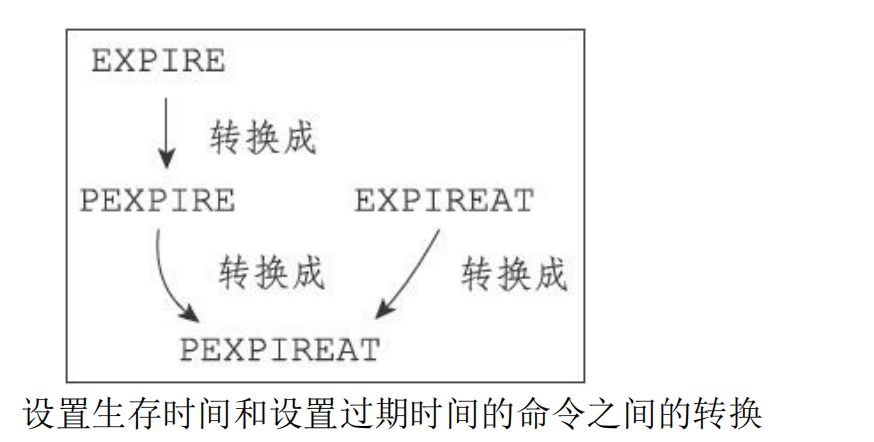 EXPIRE
转换成
PEXPIRE EXPIREAT
转换成 转换成
PEXPIREAT
设置生存时间和设置过期时间的命令之间的转换